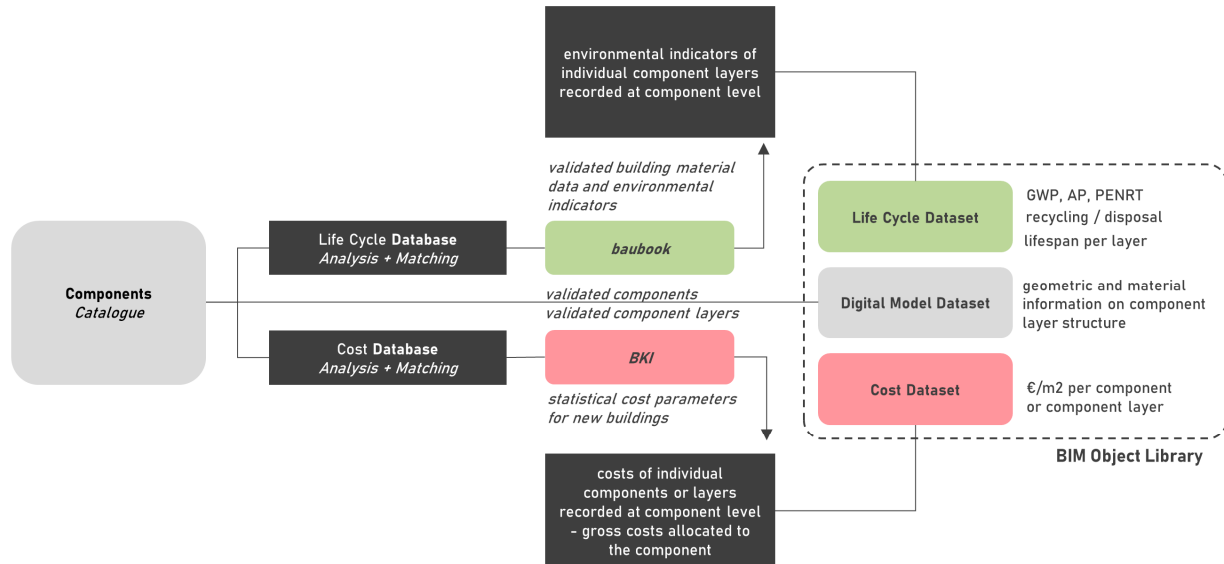 environmental indicators of
individual component layers
recorded at component level
validated building material
data and environmental
indicators
Life Cycle Database
Analysis + Matching
baubook
Components
Catalogue
validated components
validated component layers
Cost Database
Analysis + Matching
BKI
statistical cost parameters
for new buildings
costs of individual
components or layers
recorded at component level
- gross costs allocated to
the component
Life Cycle Dataset
GWP, AP, PENRT
recycling / disposal
lifespan per layer
Digital Model Dataset
geometric and material
information on component
layer structure
Cost Dataset
€/m2 per component
or component layer
BIM Object Library